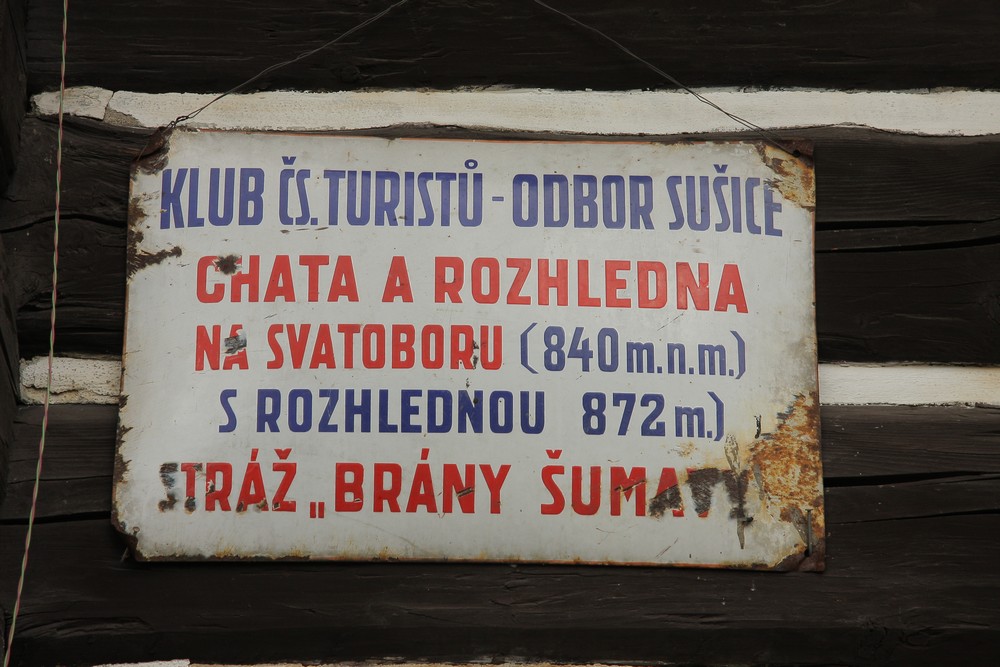 KLUB ČS. TURISTŮ - ODBOR SUŠICE
CHATA A ROZHLEDNA
NA SVATOBORU (840 m.n.m.)
S ROZHLEDNOU 872 m.)
STRÁŽ „BRÁNY ŠUMAVY